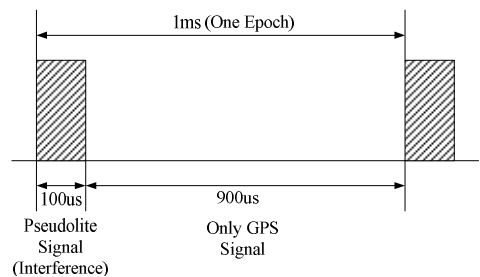 1ms (One Epoch)
100us
900us
Pseudolite
Signal
(Interference)
Only GPS
Signal